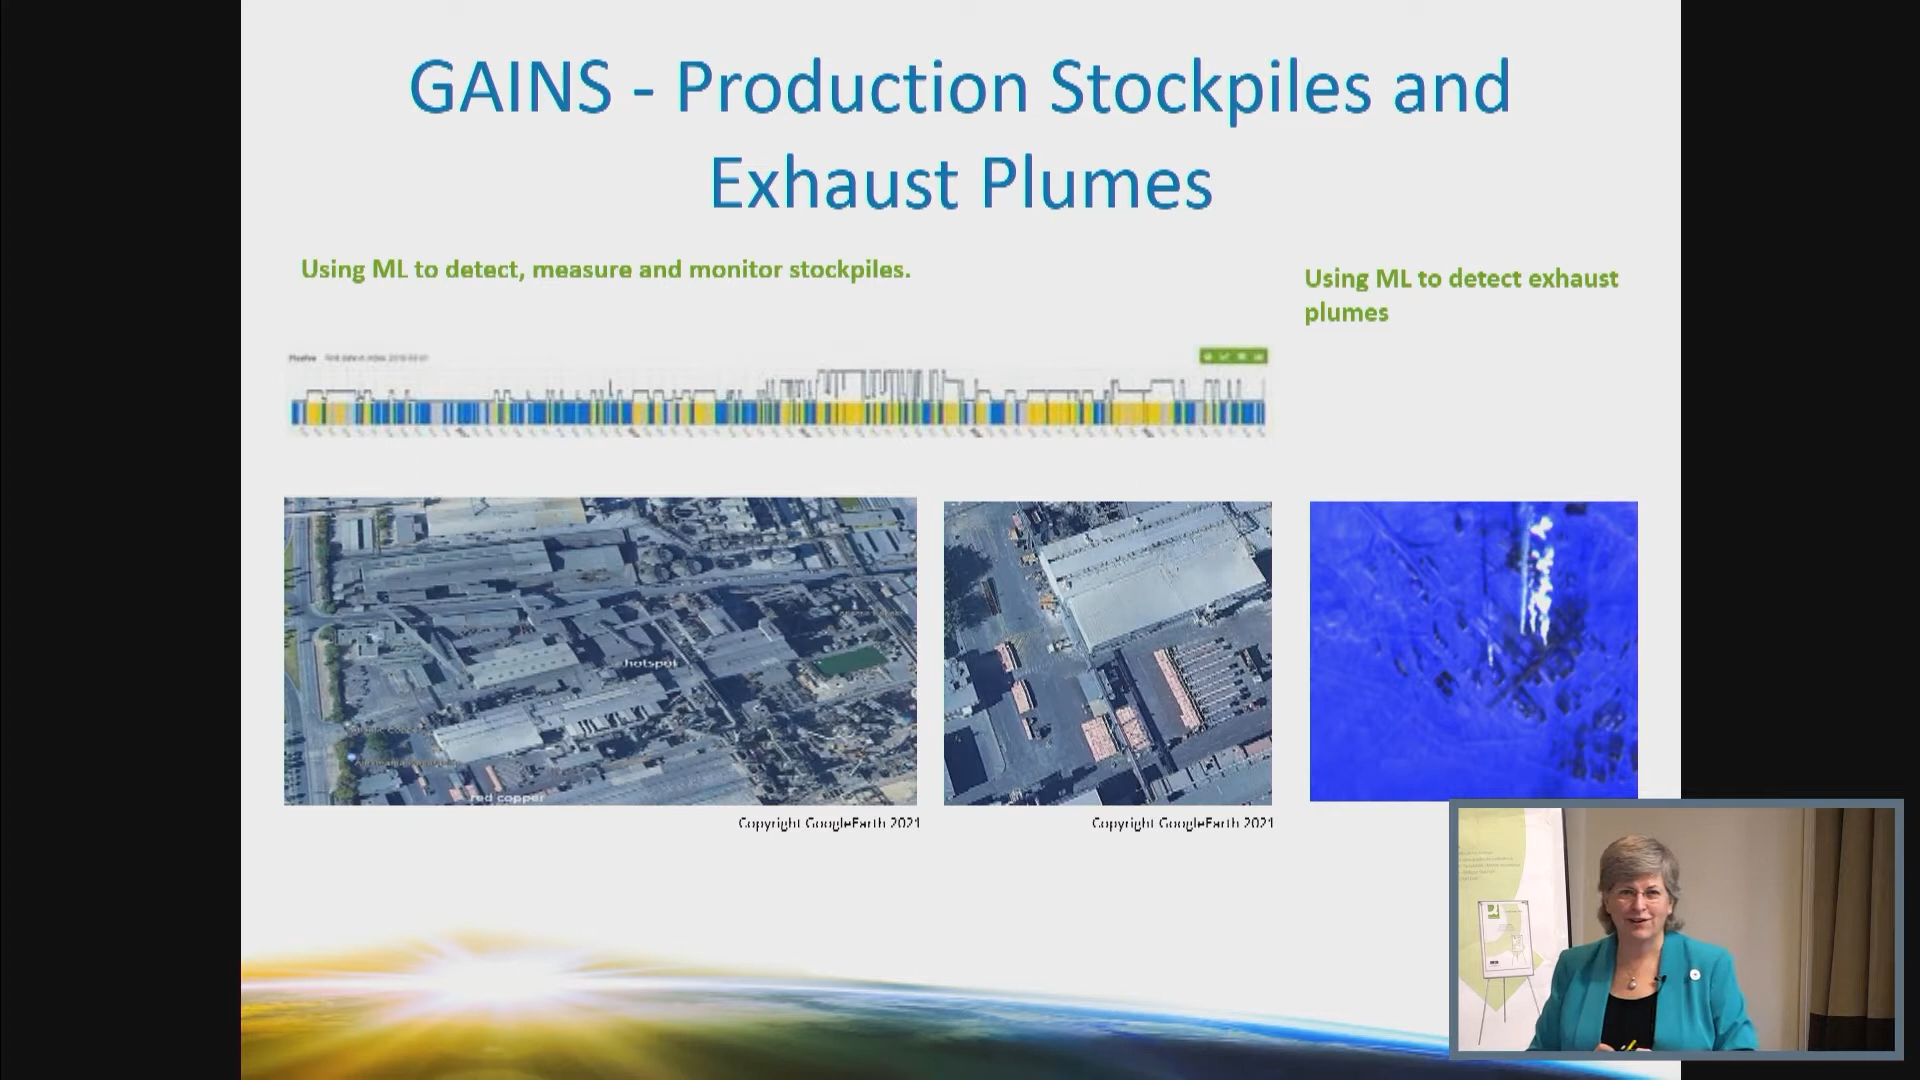 GAINS - Production Stockpiles and
Exhaust Plumes
Using ML to detect, measure and monitor stockpiles.
Using ML to detect exhaust
plumes
hotspot
red copper
Copyright GoogleEarth 2021
Copyright GoogleEarth 2021